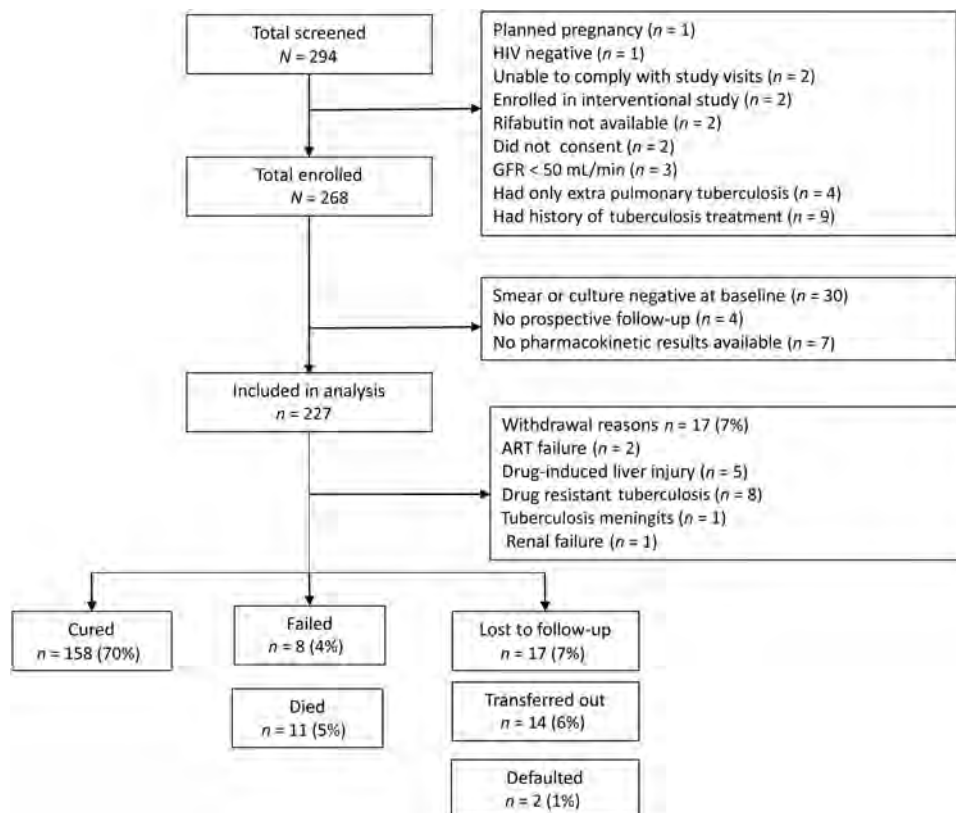 Total screened
N = 294
Planned pregnancy (n = 1)
HIV negative (n = 1)
Unable to comply with study visits (n = 2)
Enrolled in interventional study (n = 2)
Rifabutin not available (n = 2)
Did not consent (n = 2)
GFR < 50 mL/min (n = 3)
Had only extra pulmonary tuberculosis (n = 4)
Had history of tuberculosis treatment (n = 9)
Total enrolled
N = 268
Smear or culture negative at baseline (n = 30)
No prospective follow-up (n = 4)
No pharmacokinetic results available (n = 7)
Included in analysis
n = 227
Withdrawal reasons n = 17 (7%)
ART failure (n = 2)
Drug-induced liver injury (n = 5)
Drug resistant tuberculosis (n = 8)
Tuberculosis meningits (n = 1)
Renal failure (n = 1)
Cured
n = 158 (70%)
Failed
n = 8 (4%)
Lost to follow-up
n = 17 (7%)
Died
n = 11 (5%)
Transferred out
n = 14 (6%)
Defaulted
n = 2 (1%)